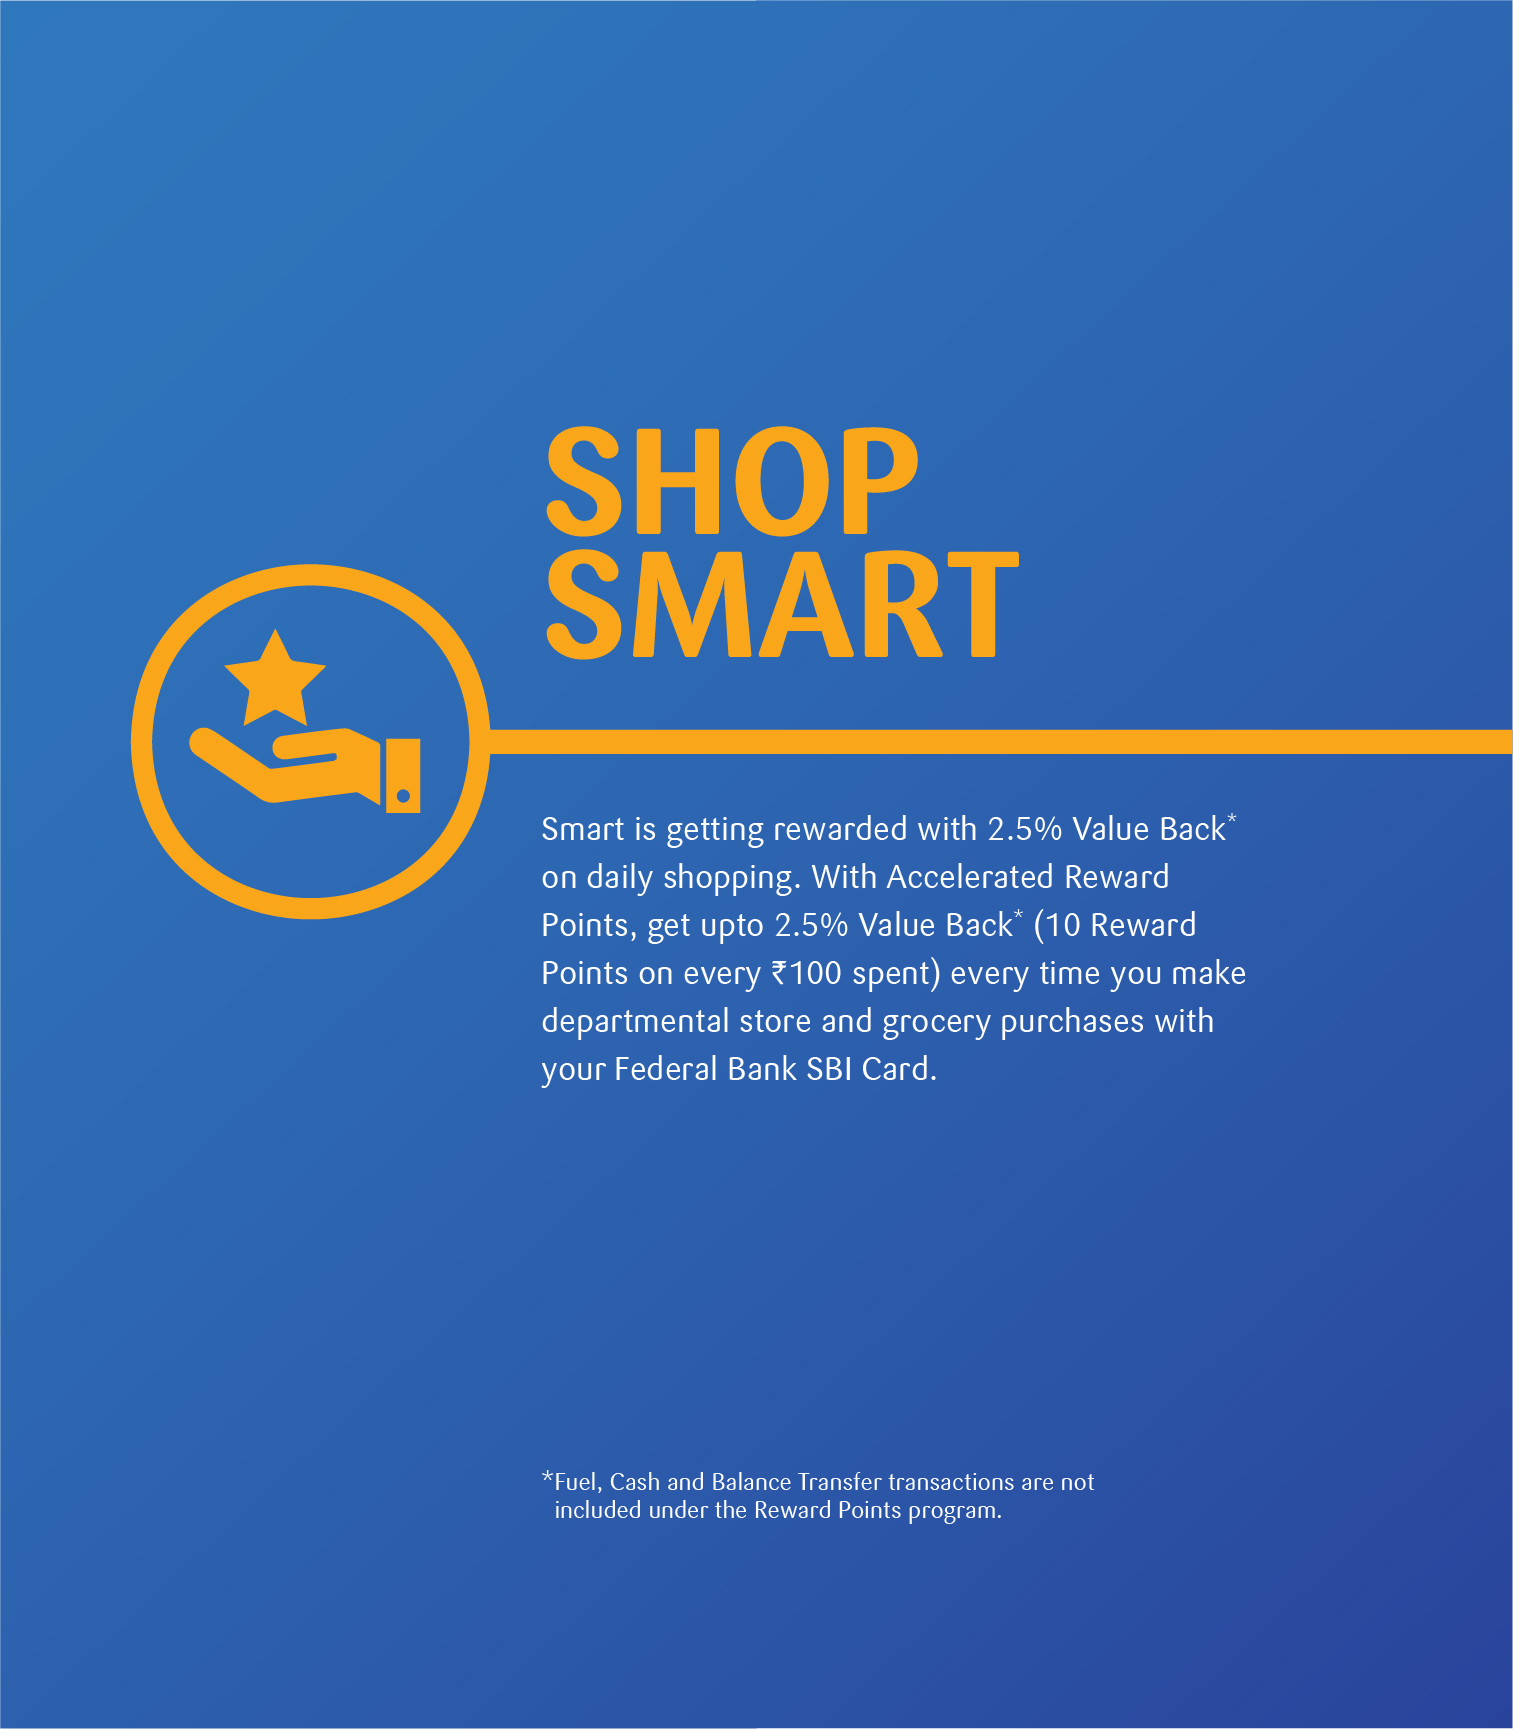 SHOP
SMART
Smart is getting rewarded with 2.5% Value Back*
on daily shopping. With Accelerated Reward
Points, get upto 2.5% Value Back* (10 Reward
Points on every ₹100 spent) every time you make
departmental store and grocery purchases with
your Federal Bank SBI Card.
*Fuel, Cash and Balance Transfer transactions are not
included under the Reward Points program.